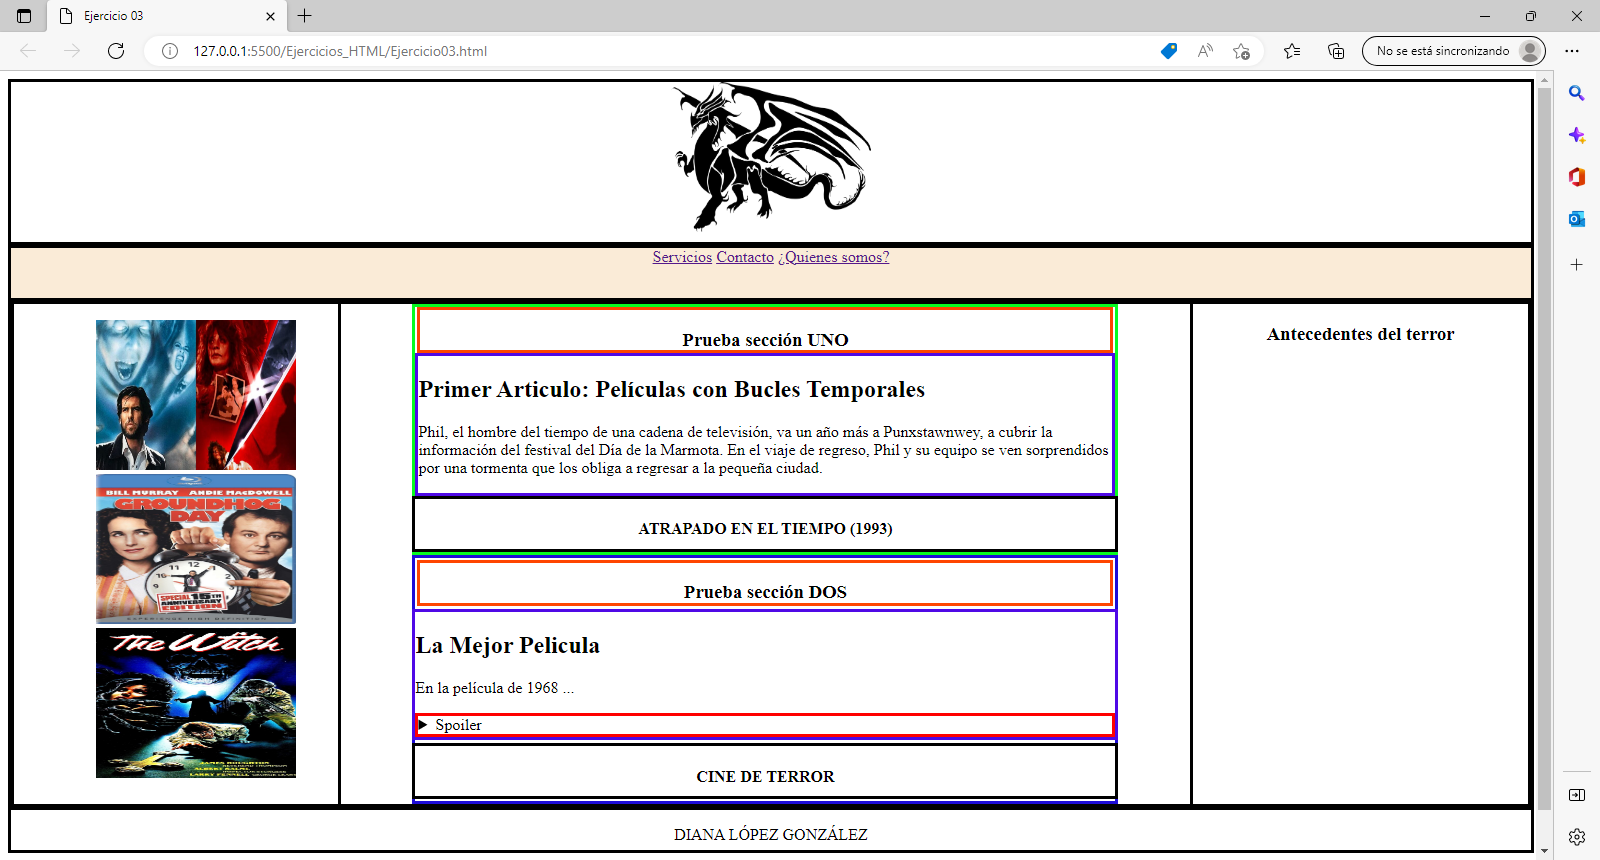 Ejercicio 03
127.0.0.1:5500/Ejercicios_HTML/Ejercicio03.html
No se está sincronizando
Servicios Contacto ¿Quienes somos?
BILL MURRAY ANDIE MACDOWELL
GROUNDHOG
DAY
SPECIAL 15TH
ANNIVERSARY
EDITION
The Witch
Prueba sección UNO
Primer Articulo: Películas con Bucles Temporales
Phil, el hombre del tiempo de una cadena de televisión, va un año más a Punxstawnwey, a cubrir la
información del festival del Día de la Marmota. En el viaje de regreso, Phil y su equipo se ven sorprendidos
por una tormenta que los obliga a regresar a la pequeña ciudad.
ATRAPADO EN EL TIEMPO (1993)
Prueba sección DOS
La Mejor Pelicula
En la película de 1968 ...
Spoiler
CINE DE TERROR
Antecedentes del terror
DIANA LÓPEZ GONZÁLEZ